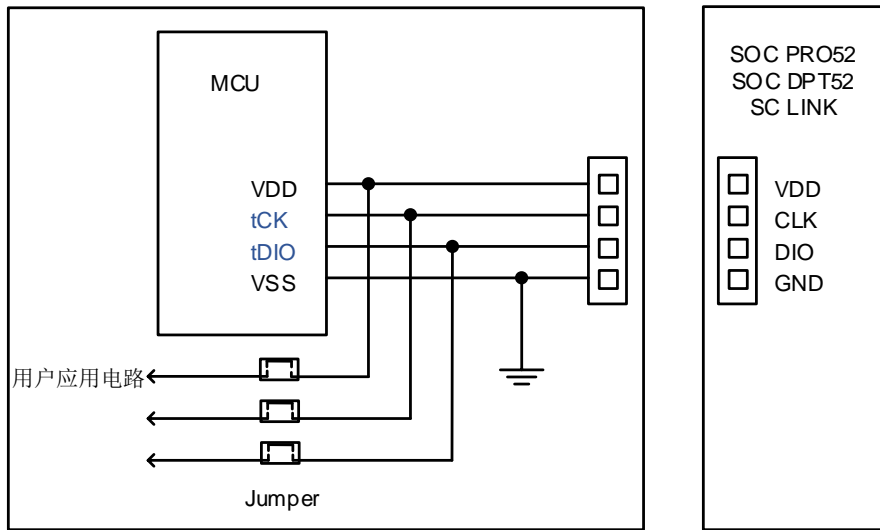 MCU
VDD
tCK
tDIO
VSS
用户应用电路
Jumper
SOC PRO52
SOC DPT52
SC LINK
VDD
CLK
DIO
GND